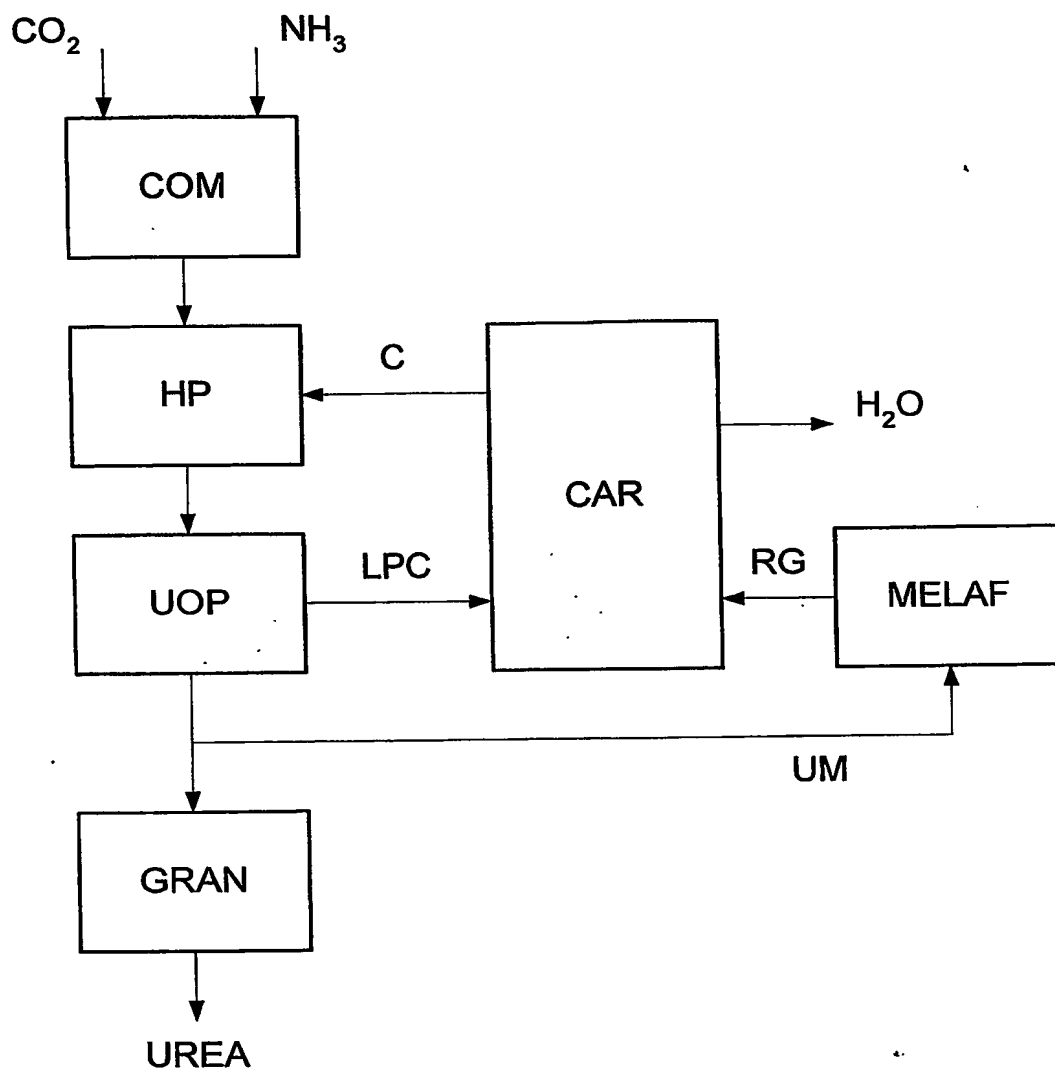 CO₂ NH₃
COM
HP
C
CAR
H₂O
UOP
LPC
RG
MELAF
UM
GRAN
UREA